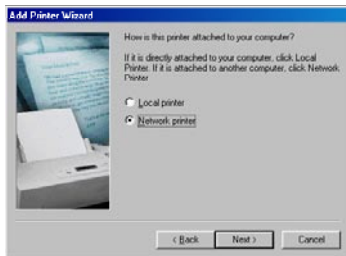 Add Printer Wizard
How is this printer attached to your computer?
If it is directly attached to your computer, click Local
Printer. If it is attached to another computer, click Network
Printer
Local printer
Network printer
< Back
Next >
Cancel